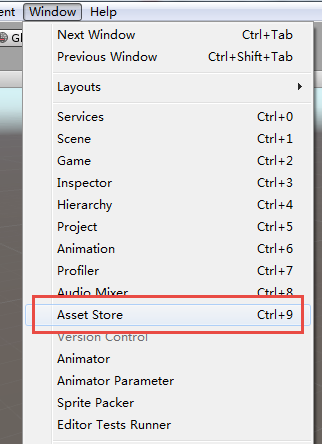 ent Window Help
Gl
Next Window Ctrl+Tab
Previous Window Ctrl+Shift+Tab
Layouts
Services Ctrl+0
Scene Ctrl+1
Game Ctrl+2
Inspector Ctrl+3
Hierarchy Ctrl+4
Project Ctrl+5
Animation Ctrl+6
Profiler Ctrl+7
Audio Mixer Ctrl+8
Asset Store Ctrl+9
Version Control
Animator
Animator Parameter
Sprite Packer
Editor Tests Runner